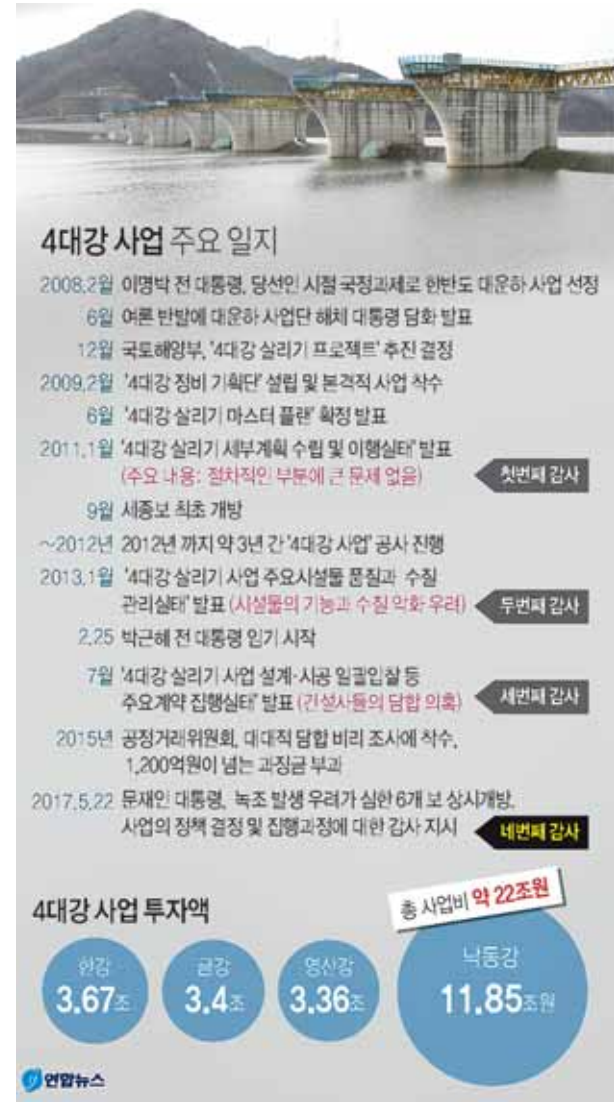 4대강 사업 주요 일지
2008.2월 이명박 전 대통령, 당선인 시절 국정과제로 한반도 대운하 사업 선정
6월 여론 반발에 대운하 사업단 해체 대통령 담화 발표
12월 국토해양부, '4대강 살리기 프로젝트' 추진 결정
2009.2월 '4대강 정비 기획단' 설립 및 본격적 사업 착수
6월 '4대강 살리기 마스터 플랜' 확정 발표
2011.1월 '4대강 살리기 세부계획 수립 및 이행실태' 발표
(주요 내용: 절차적인 부분에 큰 문제 없음) 첫번째 감사
9월 세종보 최초 개방
~2012년 2012년 까지 약 3년 간 '4대강 사업' 공사 진행
2013.1월 '4대강 살리기 사업 주요시설물 품질과 수질
관리실태' 발표 (시설물의 기능과 수질 악화 우려) 두번째 감사
2.25 박근혜 전 대통령 임기 시작
7월 '4대강 살리기 사업 설계·시공 일괄입찰 등
주요계약 집행실태' 발표 (건설사들의 담합 의혹) 세번째 감사
2015년 공정거래위원회, 대대적 담합 비리 조사에 착수,
1,200억원이 넘는 과징금 부과
2017.5.22 문재인 대통령, 녹조 발생 우려가 심한 6개 보 상시개방,
사업의 정책 결정 및 집행과정에 대한 감사 지시 네번째 감사
4대강 사업 투자액
총 사업비 약 22조원
한강
3.67조
금강
3.4조
영산강
3.36조
낙동강
11.85조원
연합뉴스